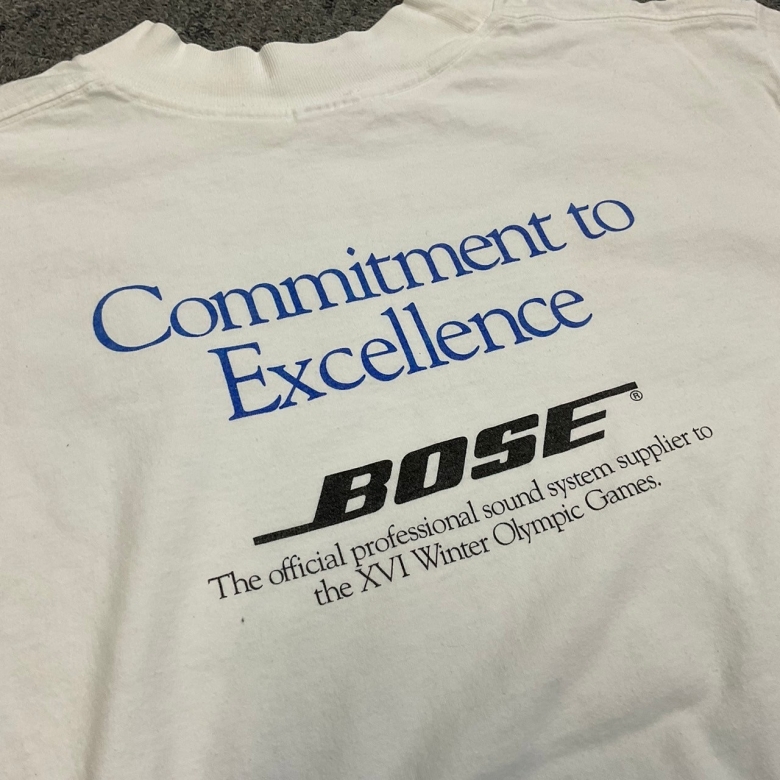 Commitment to
Excellence
BOSE®
The official professional sound system supplier to
the XVI Winter Olympic Games.